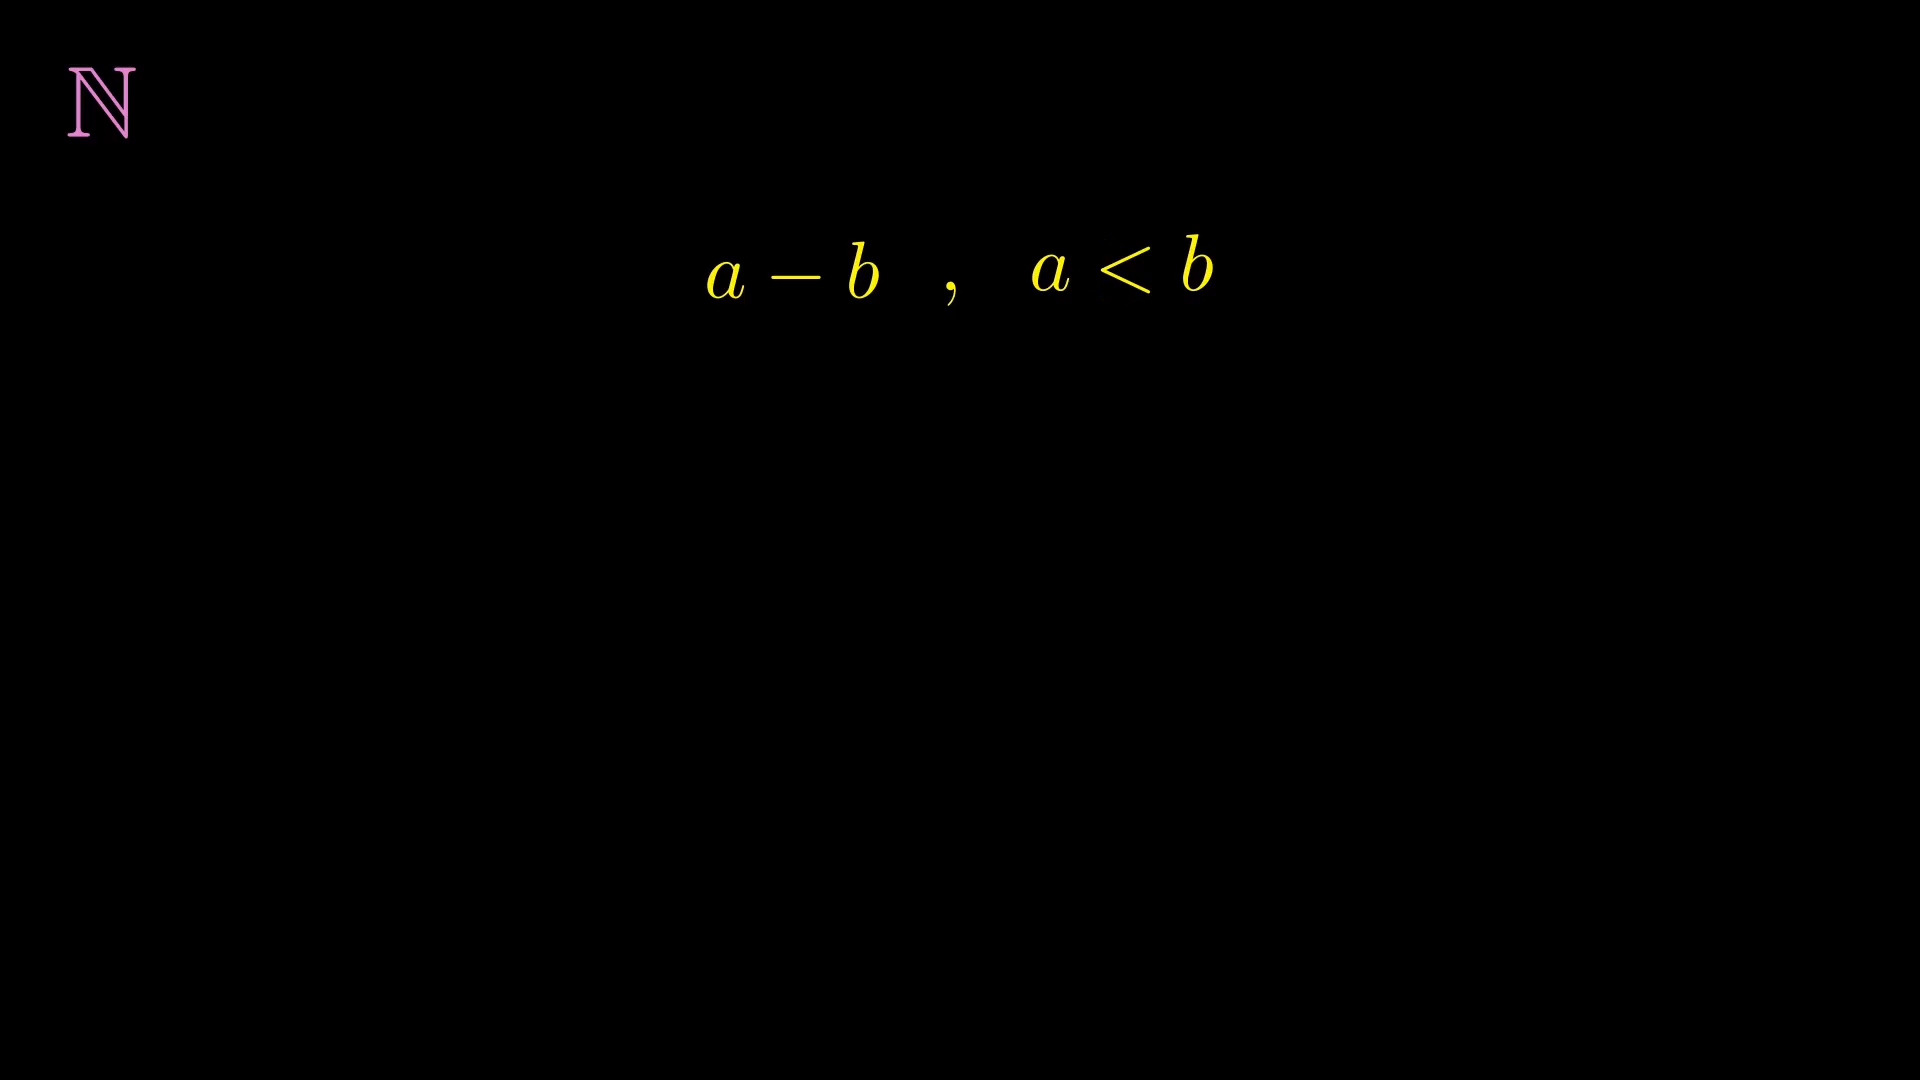 ℕ
a − b , a < b